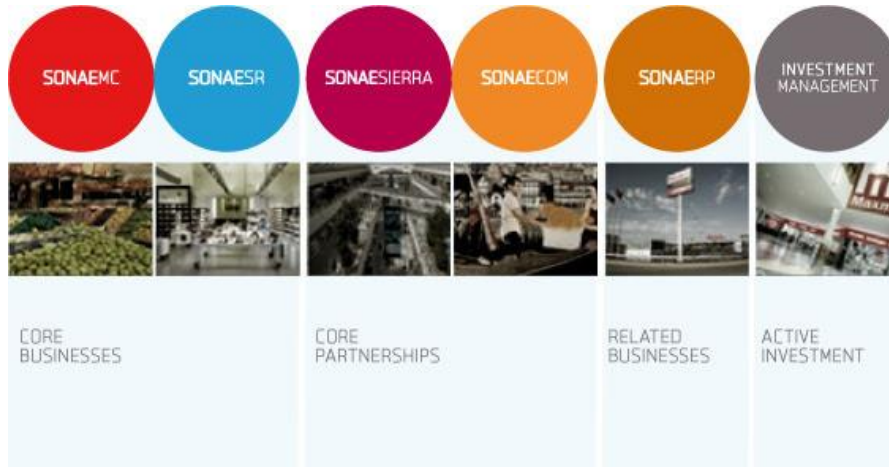 SONAEMC
SONAESR
SONAESIERRA
SONAECOM
SONAERP
INVESTMENT
MANAGEMENT
CORE
BUSINESSES
CORE
PARTNERSHIPS
RELATED
BUSINESSES
ACTIVE
INVESTMENT